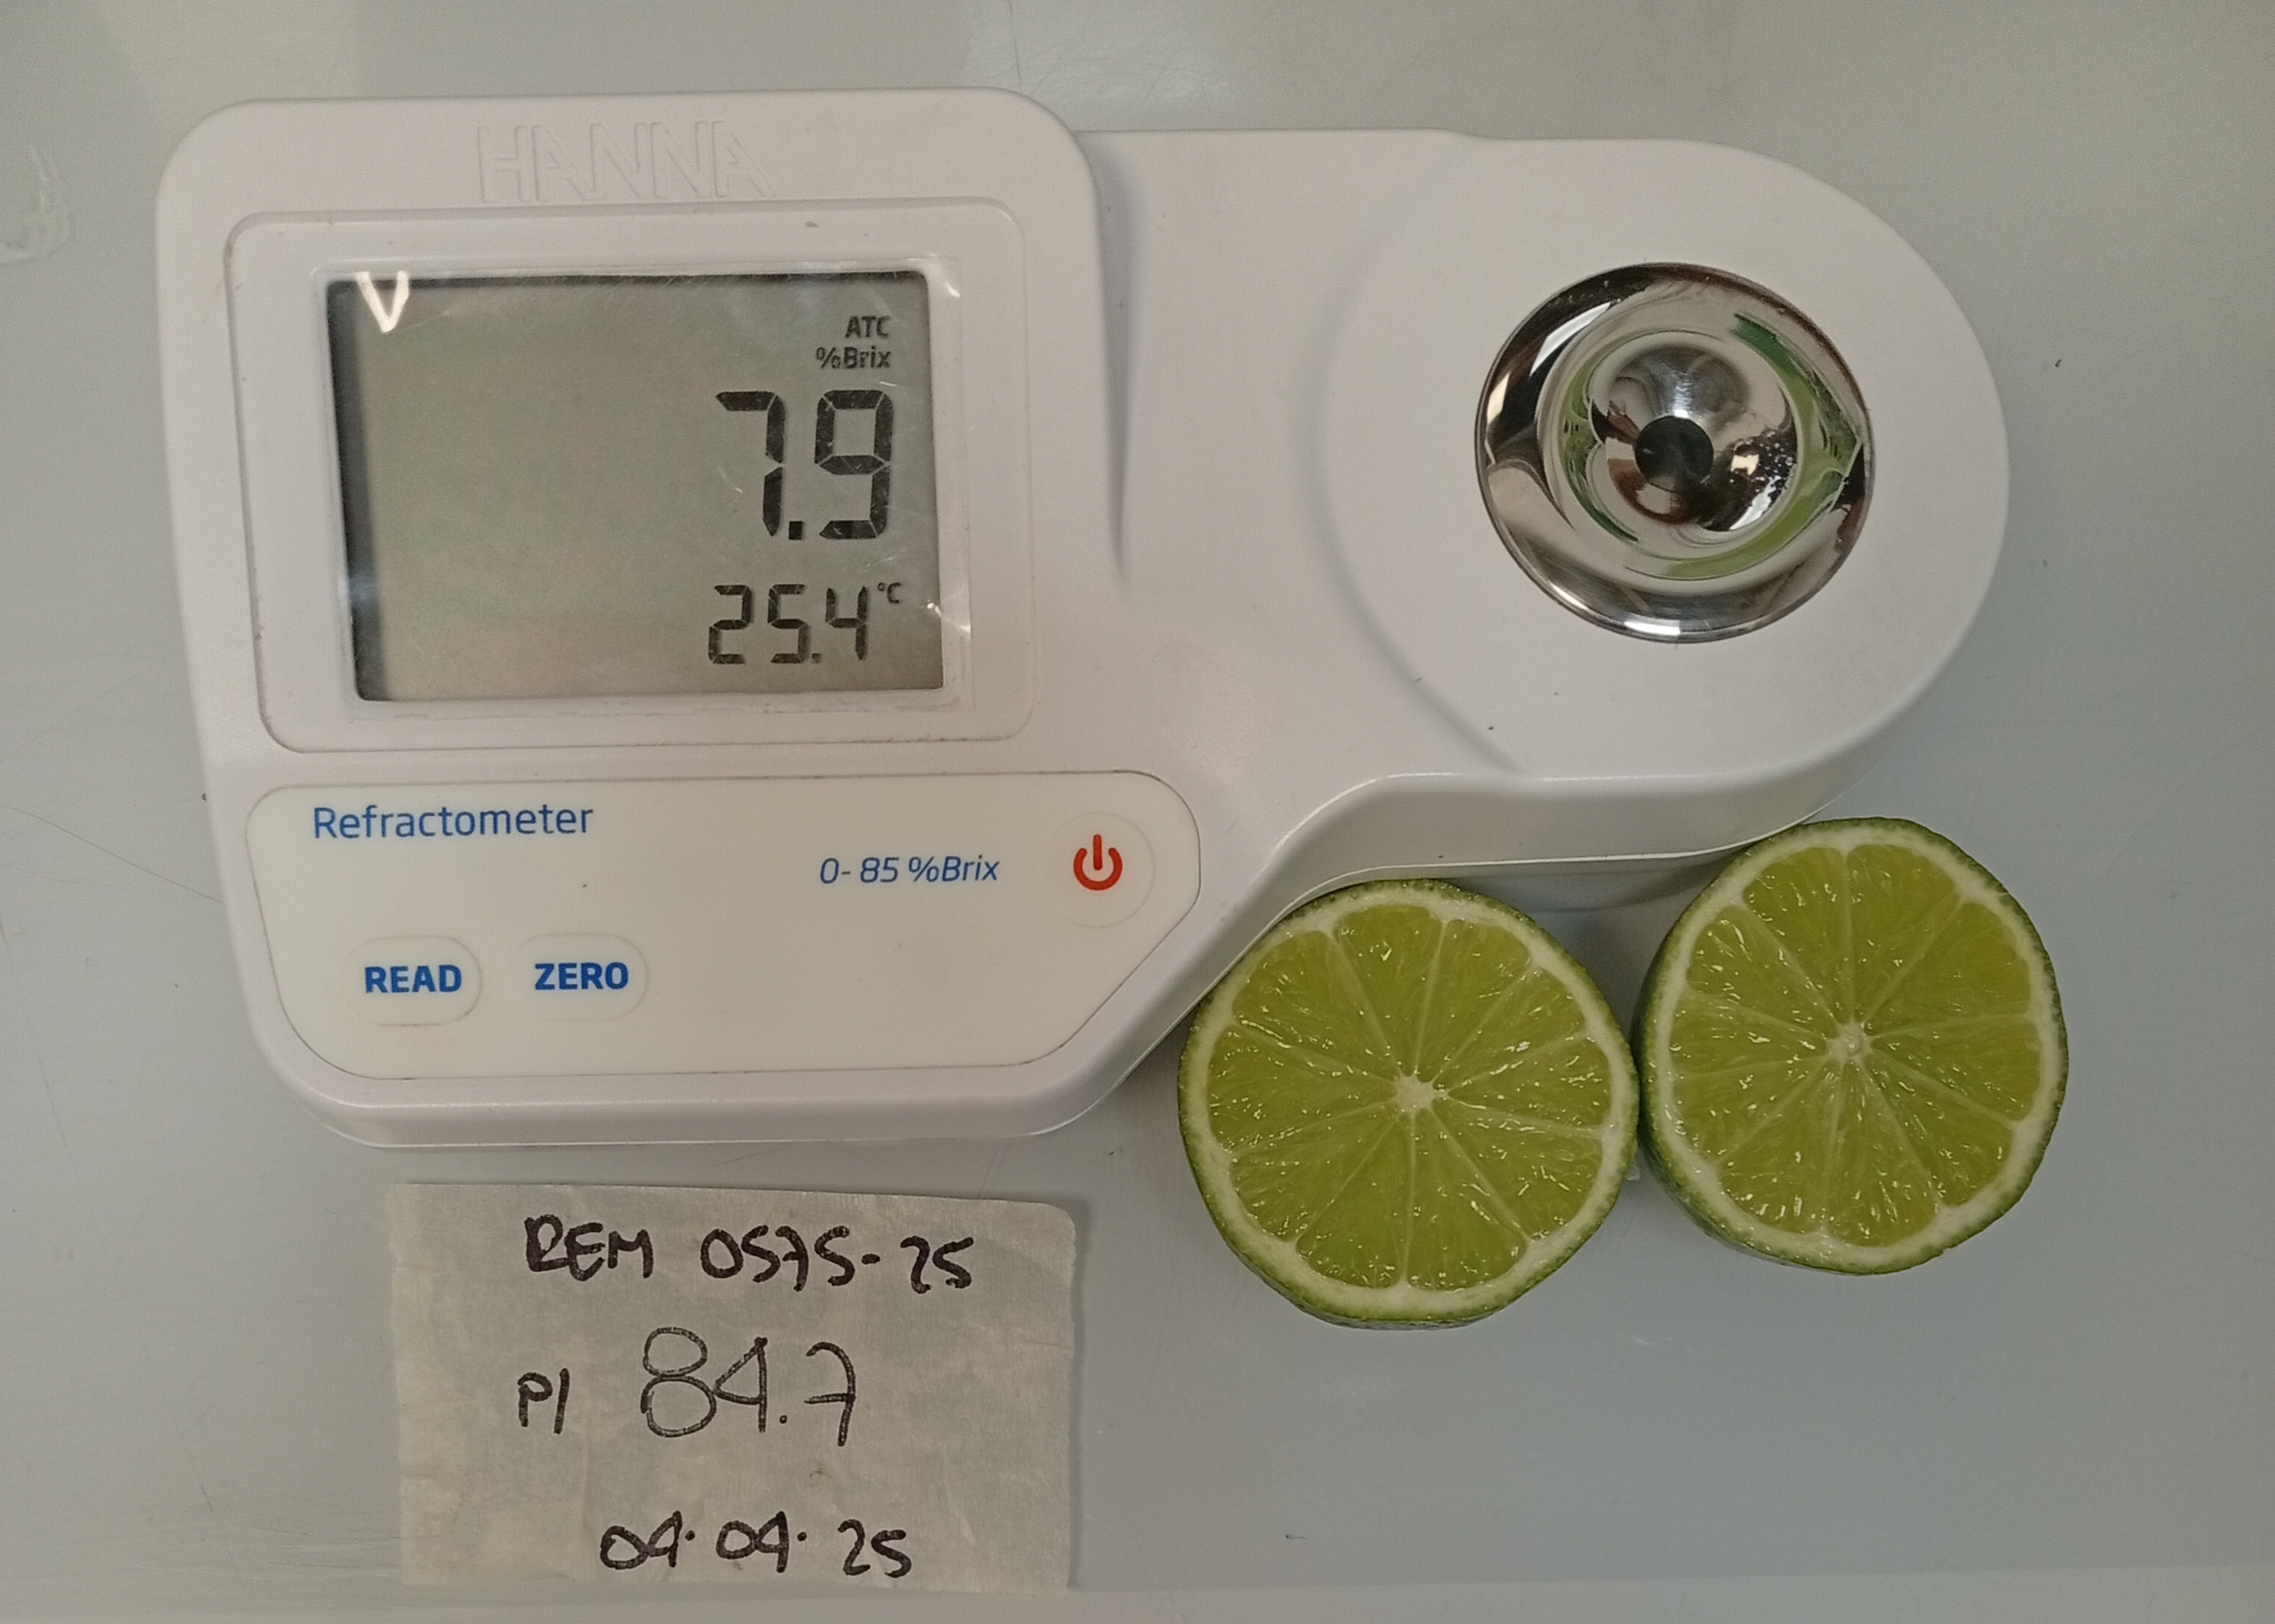 HANNA
ATC
%Brix
7.9
25.4 °C
Refractometer
0- 85 %Brix
READ ZERO
REM 0575-25
P1 84.7
04.04.25